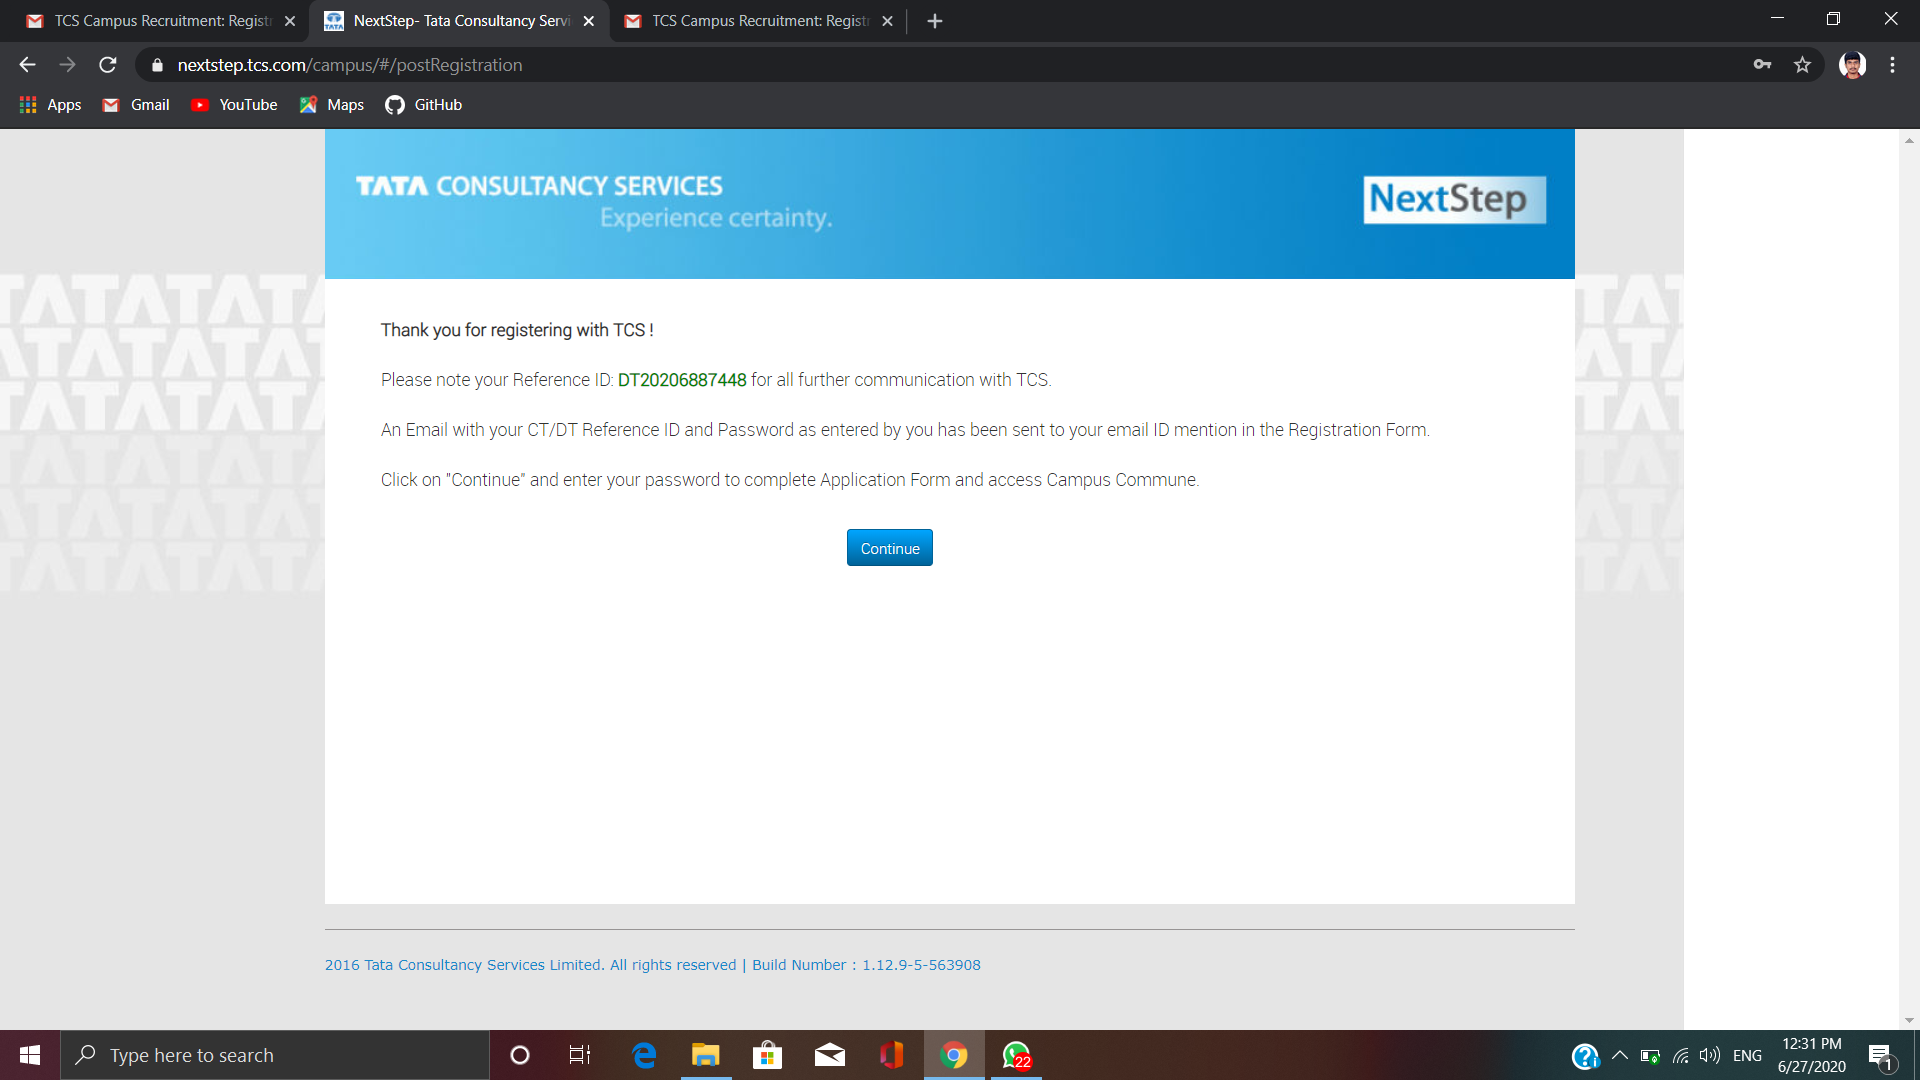 TCS Campus Recruitment: Registr
NextStep- Tata Consultancy Servi
TCS Campus Recruitment: Registr
nextstep.tcs.com/campus/#/postRegistration
Apps
Gmail
YouTube
Maps
GitHub
TATA CONSULTANCY SERVICES
Experience certainty.
NextStep
Thank you for registering with TCS !
Please note your Reference ID: DT20206887448 for all further communication with TCS.
An Email with your CT/DT Reference ID and Password as entered by you has been sent to your email ID mention in the Registration Form.
Click on "Continue" and enter your password to complete Application Form and access Campus Commune.
Continue
2016 Tata Consultancy Services Limited. All rights reserved | Build Number : 1.12.9-5-563908
Type here to search
22
ENG
12:31 PM
6/27/2020
1